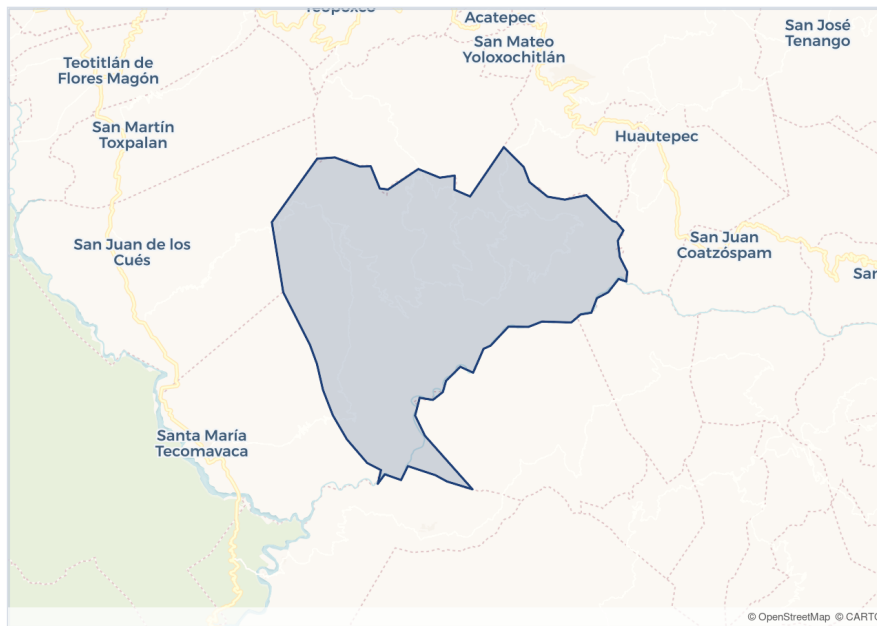 Acatepec
San José
Tenango
San Mateo
Yoloxochitlán
Teotitlán de
Flores Magón
San Martín
Toxpalan
Huautepec
San Juan de los
Cués
San Juan
Coatzóspam
Santa María
Tecomavaca
© OpenStreetMap © CARTO